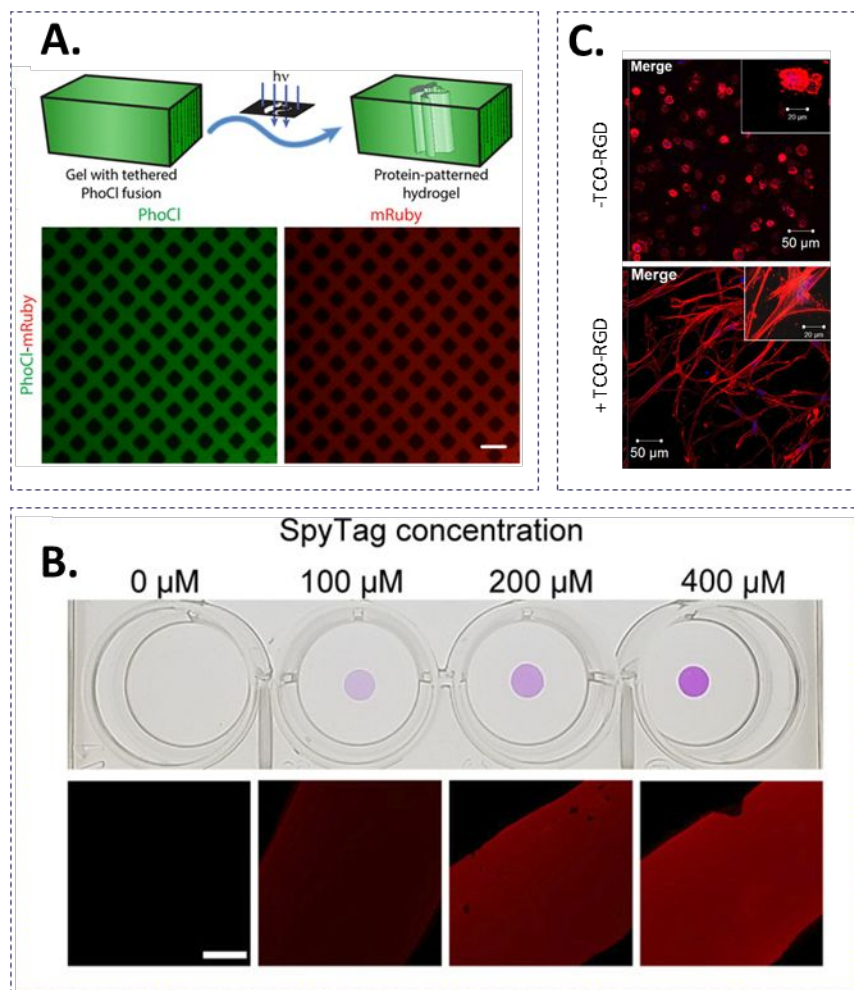 A.
hν
Gel with tethered
PhoCl fusion
Protein-patterned
hydrogel
PhoCl
mRuby
PhoCl-mRuby
C.
-TCO-RGD
Merge
20 µm
50 µm
+ TCO-RGD
Merge
20 µm
50 µm
B.
SpyTag concentration
0 µM
100 µM
200 µM
400 µM